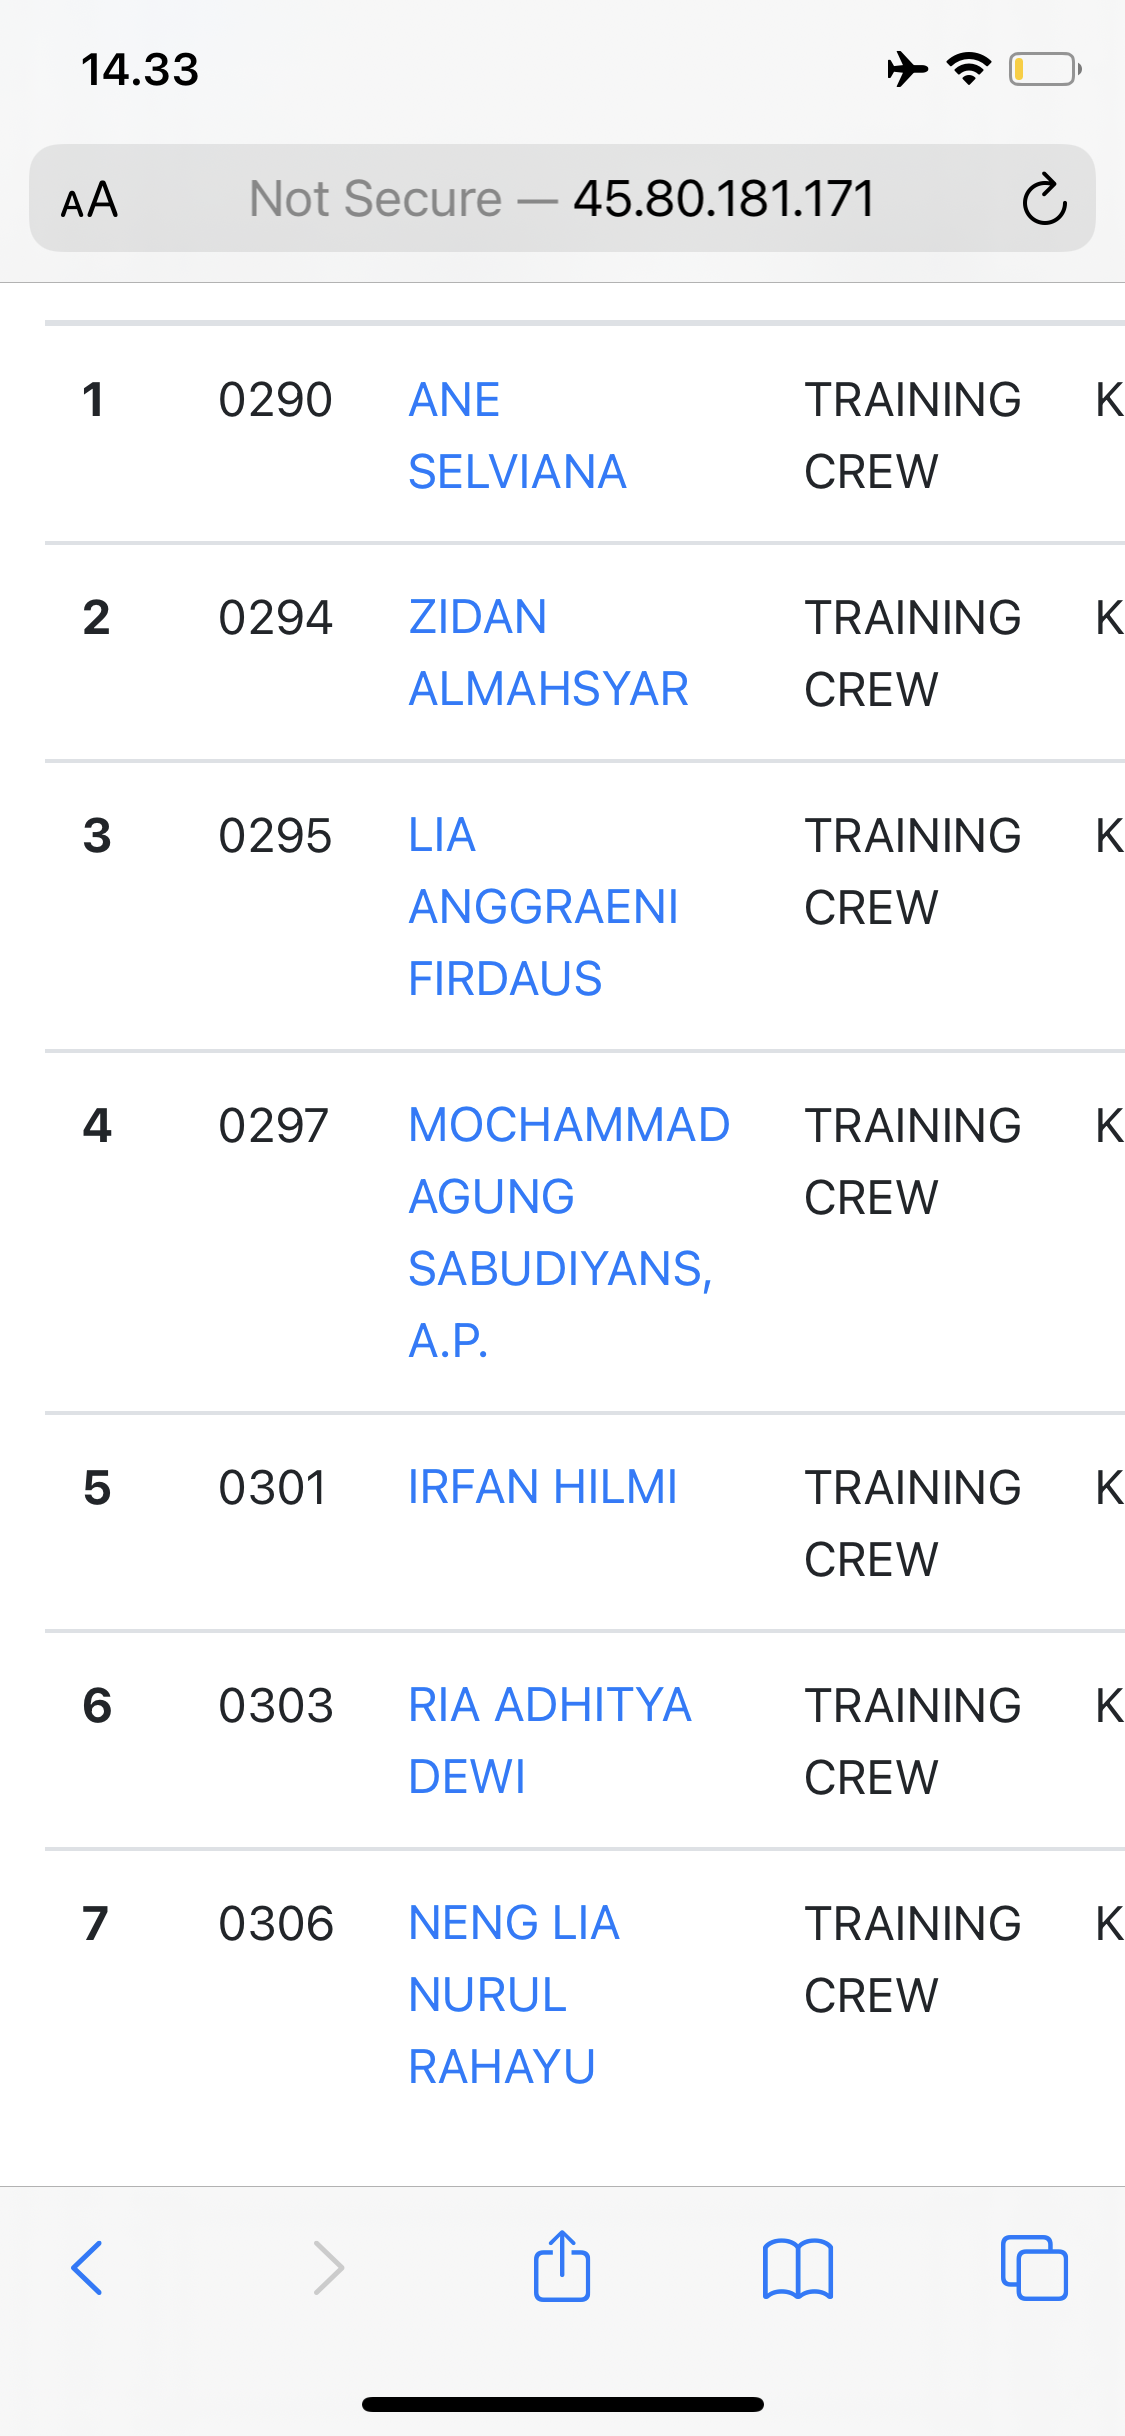 14.33
AA Not Secure — 45.80.181.171
1 0290 ANE TRAINING K
SELVIANA CREW
2 0294 ZIDAN TRAINING K
ALMAHSYAR CREW
3 0295 LIA TRAINING K
ANGGRAENI CREW
FIRDAUS
4 0297 MOCHAMMAD TRAINING K
AGUNG CREW
SABUDIYANS,
A.P.
5 0301 IRFAN HILMI TRAINING K
CREW
6 0303 RIA ADHITYA TRAINING K
DEWI CREW
7 0306 NENG LIA TRAINING K
NURUL CREW
RAHAYU